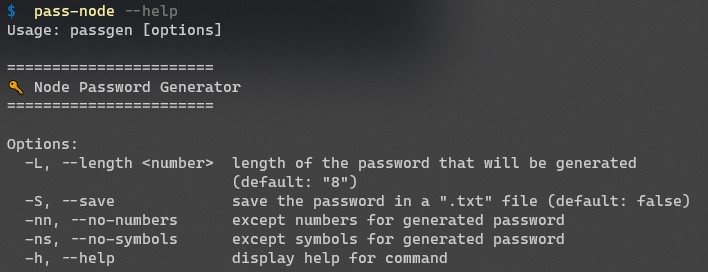 $  pass-node --help
Usage: passgen [options]

=======================
🔑 Node Password Generator
=======================

Options:
  -L, --length <number>  length of the password that will be generated
                         (default: "8")
  -S, --save             save the password in a ".txt" file (default: false)
  -nn, --no-numbers      except numbers for generated password
  -ns, --no-symbols      except symbols for generated password
  -h, --help             display help for command